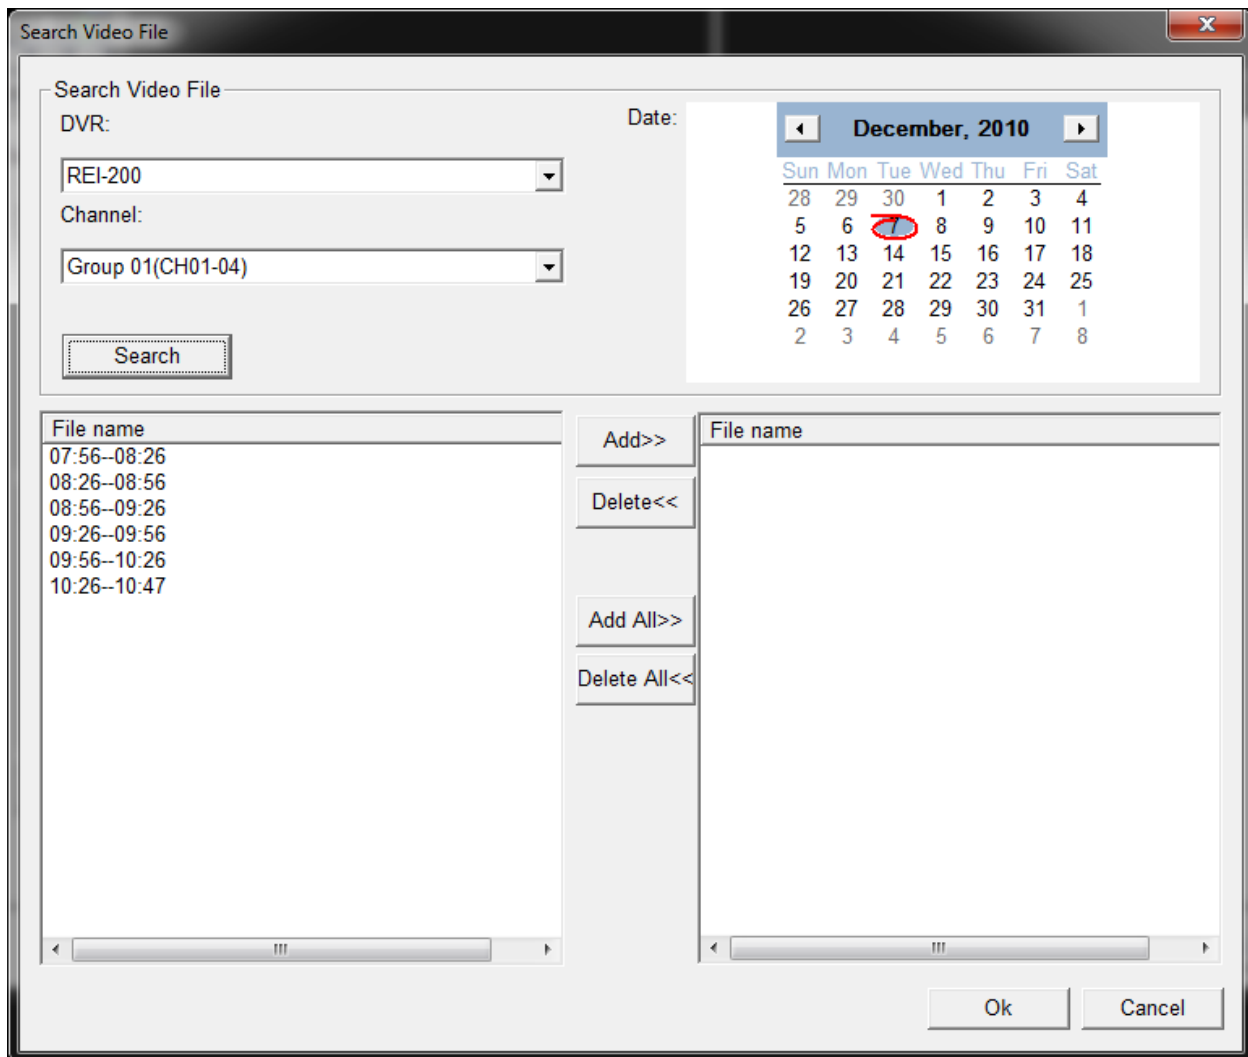 Search Video File
Search Video File
DVR:
REI-200
Channel:
Group 01(CH01-04)
Search
Date:
December, 2010
Sun Mon Tue Wed Thu Fri Sat
28 29 30 1 2 3 4
5 6 7 8 9 10 11
12 13 14 15 16 17 18
19 20 21 22 23 24 25
26 27 28 29 30 31 1
2 3 4 5 6 7 8
File name
07:56--08:26
08:26--08:56
08:56--09:26
09:26--09:56
09:56--10:26
10:26--10:47
Add>>
Delete<<
Add All>>
Delete All<<
File name
Ok
Cancel